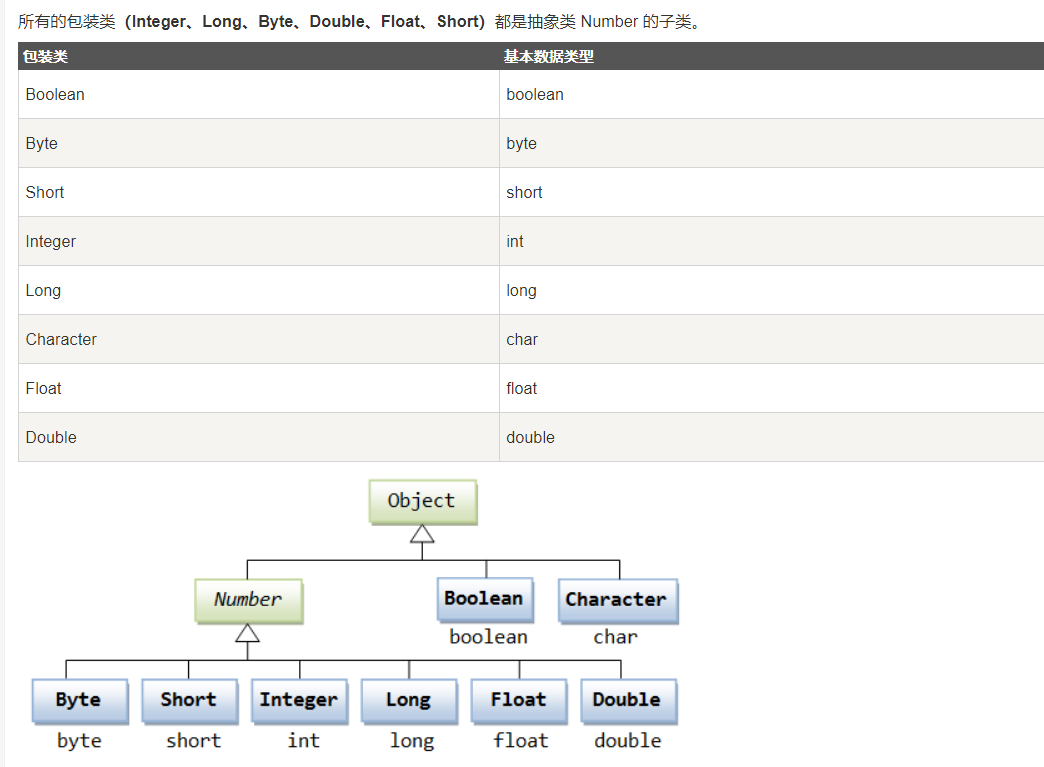 所有的包装类（Integer、Long、Byte、Double、Float、Short）都是抽象类 Number 的子类。
包装类 基本数据类型
Boolean boolean
Byte byte
Short short
Integer int
Long long
Character char
Float float
Double double
Object
Number Boolean Character
boolean char
Byte Short Integer Long Float Double
byte short int long float double